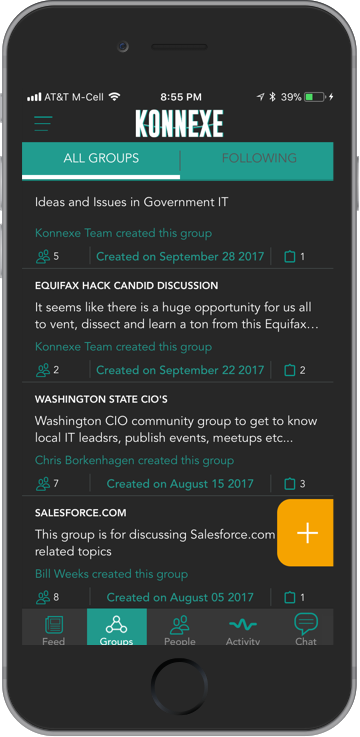 AT&T M-Cell 8:55 PM 39%
KONNEXE
ALL GROUPS FOLLOWING
Ideas and Issues in Government IT
Konnexe Team created this group
5 Created on September 28 2017 1
EQUIFAX HACK CANDID DISCUSSION
It seems like there is a huge opportunity for us all
to vent, dissect and learn a ton from this Equifax...
Konnexe Team created this group
2 Created on September 22 2017 2
WASHINGTON STATE CIO'S
Washington CIO community group to get to know
local IT leadsrs, publish events, meetups etc...
Chris Borkenhagen created this group
7 Created on August 15 2017 3
SALESFORCE.COM
This group is for discussing Salesforce.com
related topics
Bill Weeks created this group
8 Created on August 05 2017 1
Feed Groups People Activity Chat